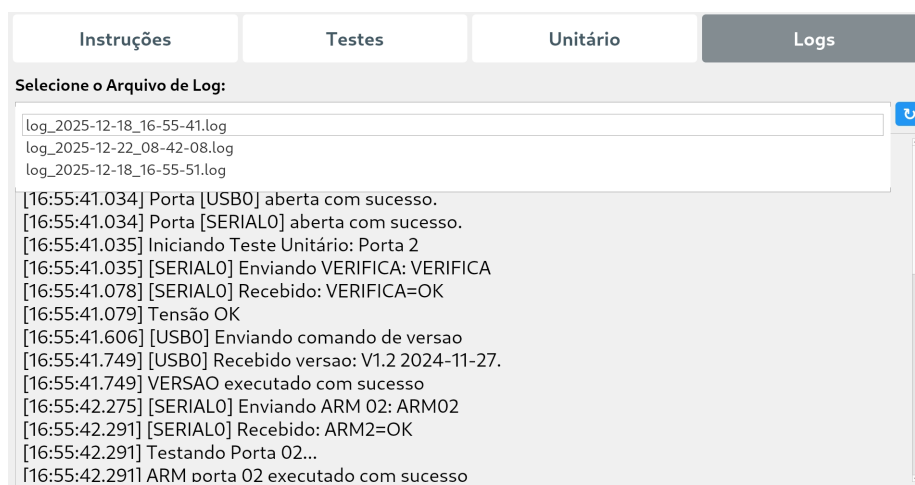 Instruções
Testes
Unitário
Logs
Selecione o Arquivo de Log:
log_2025-12-18_16-55-41.log
log_2025-12-22_08-42-08.log
log_2025-12-18_16-55-51.log
[16:55:41.034] Porta [USB0] aberta com sucesso.
[16:55:41.034] Porta [SERIAL0] aberta com sucesso.
[16:55:41.035] Iniciando Teste Unitário: Porta 2
[16:55:41.035] [SERIAL0] Enviando VERIFICA: VERIFICA
[16:55:41.078] [SERIAL0] Recebido: VERIFICA=OK
[16:55:41.079] Tensão OK
[16:55:41.606] [USB0] Enviando comando de versao
[16:55:41.749] [USB0] Recebido versao: V1.2 2024-11-27.
[16:55:41.749] VERSAO executado com sucesso
[16:55:42.275] [SERIAL0] Enviando ARM 02: ARM02
[16:55:42.291] [SERIAL0] Recebido: ARM2=OK
[16:55:42.291] Testando Porta 02...
[16:55:42.291] ARM porta 02 executado com sucesso